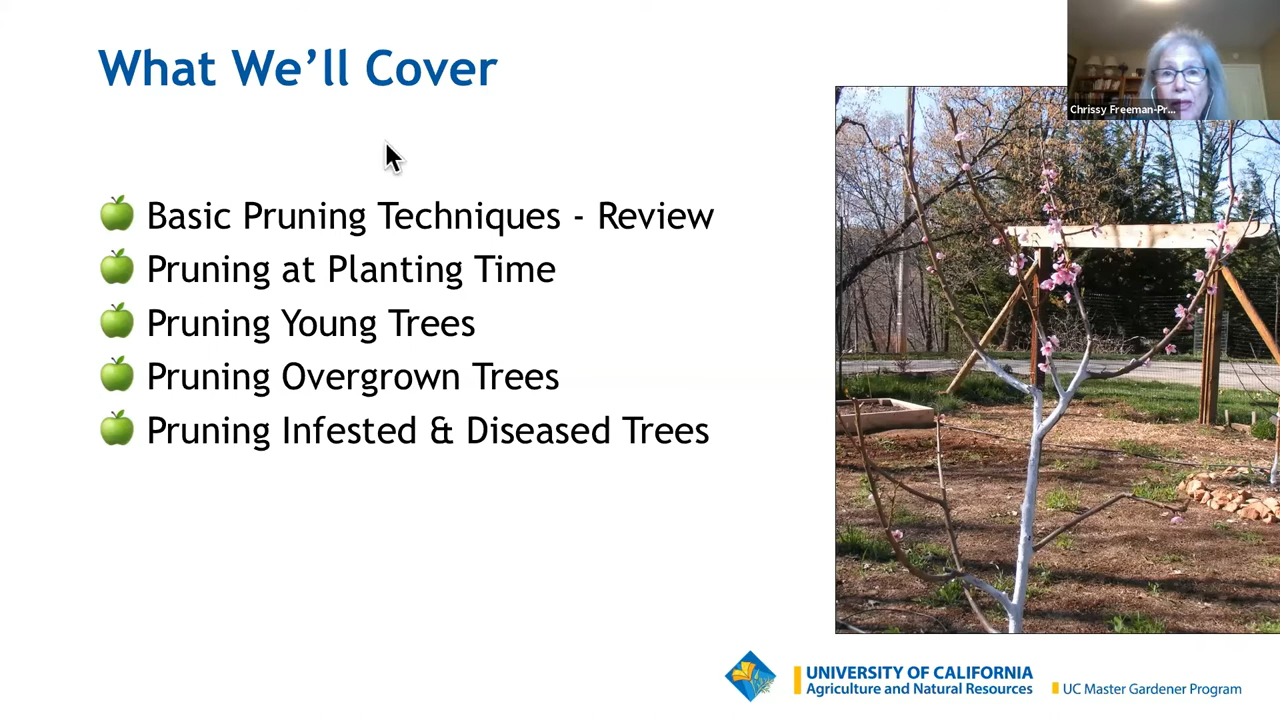 What We'll Cover
Chrissy Freeman-Pr...
Basic Pruning Techniques - Review
Pruning at Planting Time
Pruning Young Trees
Pruning Overgrown Trees
Pruning Infested & Diseased Trees
UNIVERSITY OF CALIFORNIA
Agriculture and Natural Resources
UC Master Gardener Program